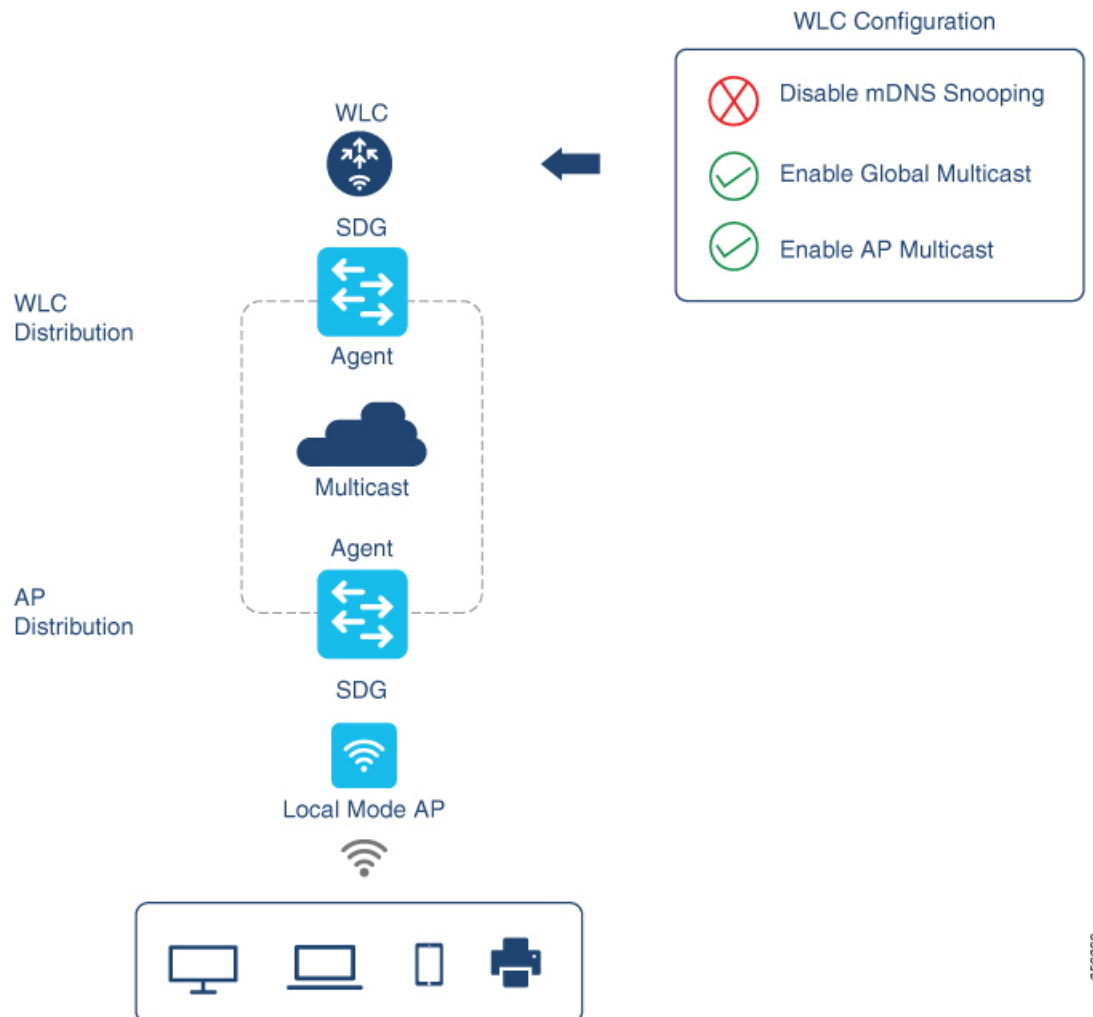 WLC Configuration
Disable mDNS Snooping
Enable Global Multicast
Enable AP Multicast
WLC
SDG
WLC
Distribution
Agent
Multicast
Agent
AP
Distribution
SDG
Local Mode AP